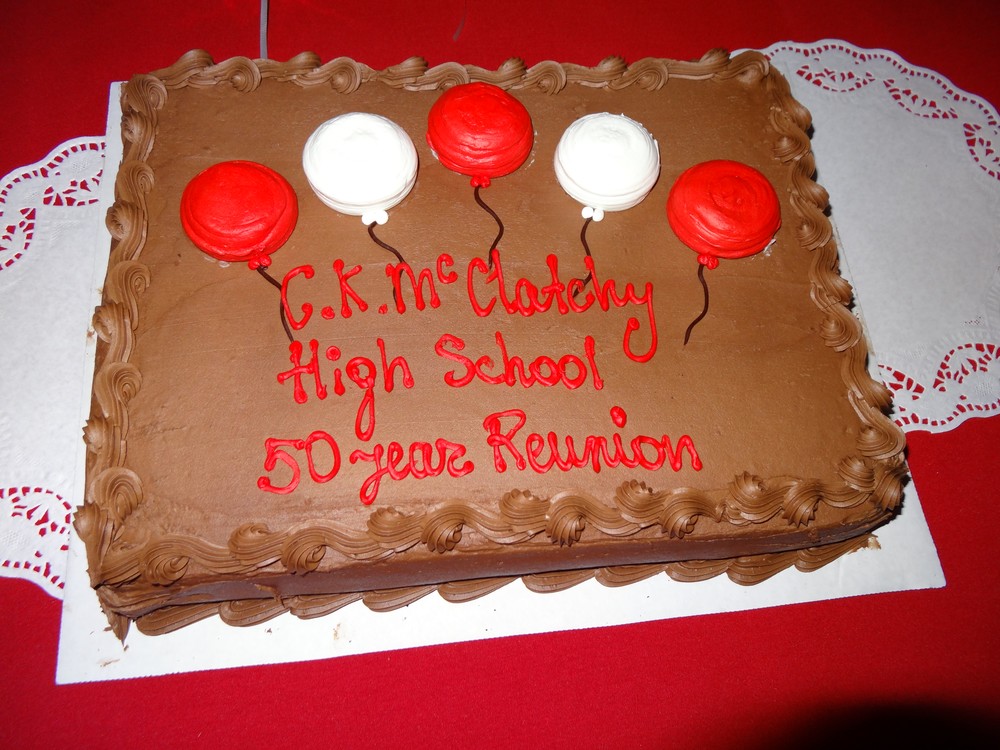 C.K. McClatchy
High School
50 year Reunion